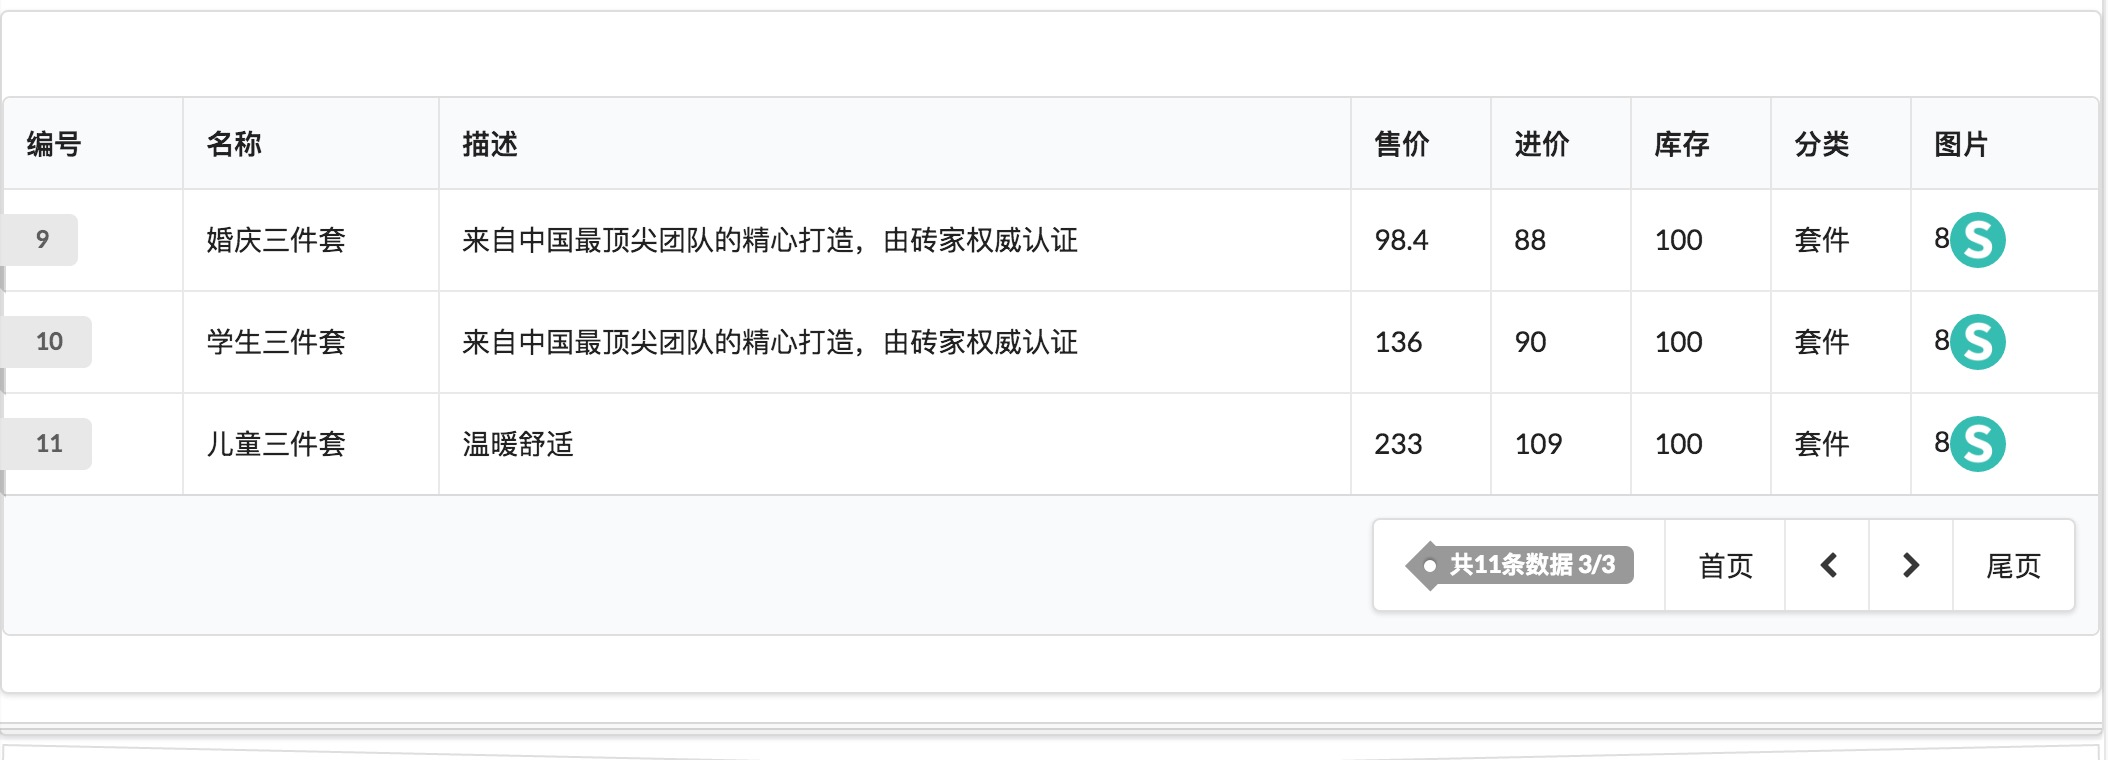 编号 名称 描述 售价 进价 库存 分类 图片
9 婚庆三件套 来自中国最顶尖团队的精心打造，由砖家权威认证 98.4 88 100 套件 8 S
10 学生三件套 来自中国最顶尖团队的精心打造，由砖家权威认证 136 90 100 套件 8 S
11 儿童三件套 温暖舒适 233 109 100 套件 8 S
共11条数据 3/3 首页 尾页